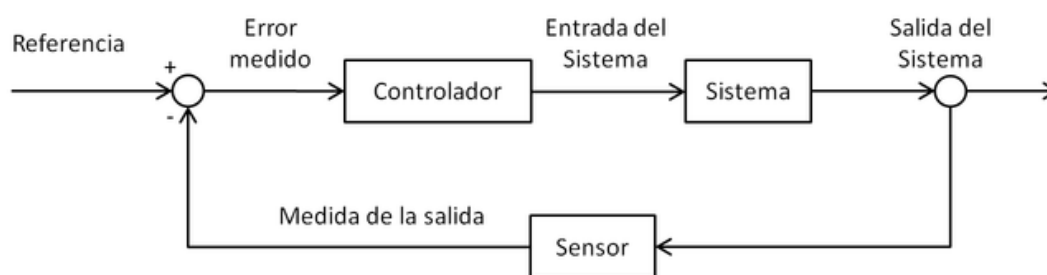 Referencia
+
-
Error
medido
Controlador
Entrada del
Sistema
Sistema
Salida del
Sistema
Medida de la salida
Sensor